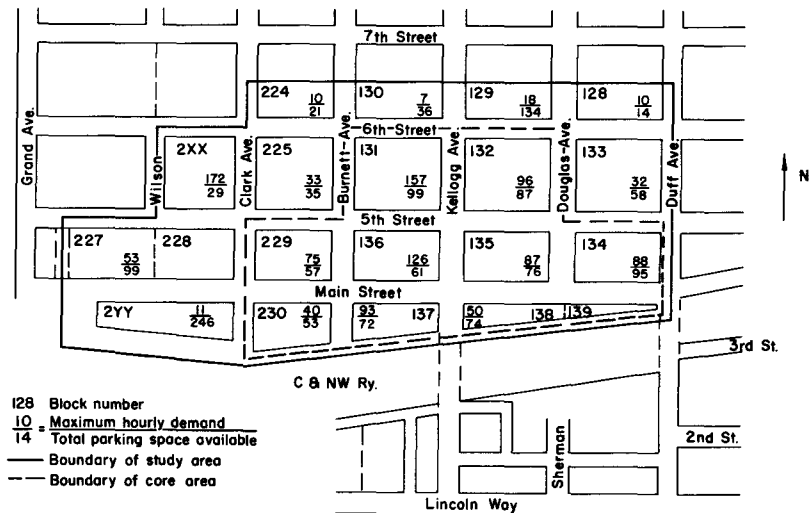 7th Street
224
10
21
130
7
36
129
18
134
128
10
14
6th Street
Grand Ave.
Wilson
Clark Ave.
Burnett-Ave.
Kellogg Ave.
Douglas-Ave.
Duff Ave.
N
2XX
172
29
225
33
35
131
157
99
132
96
87
133
32
58
5th Street
227
53
99
228
229
75
57
136
126
61
135
87
76
134
88
95
Main Street
2YY
11
246
230
40
53
93
72
137
50
74
138
139
3rd St.
C & NW Ry.
128 Block number
10 = Maximum hourly demand
14 Total parking space available
Boundary of study area
Boundary of core area
2nd St.
Sherman
Lincoln Way